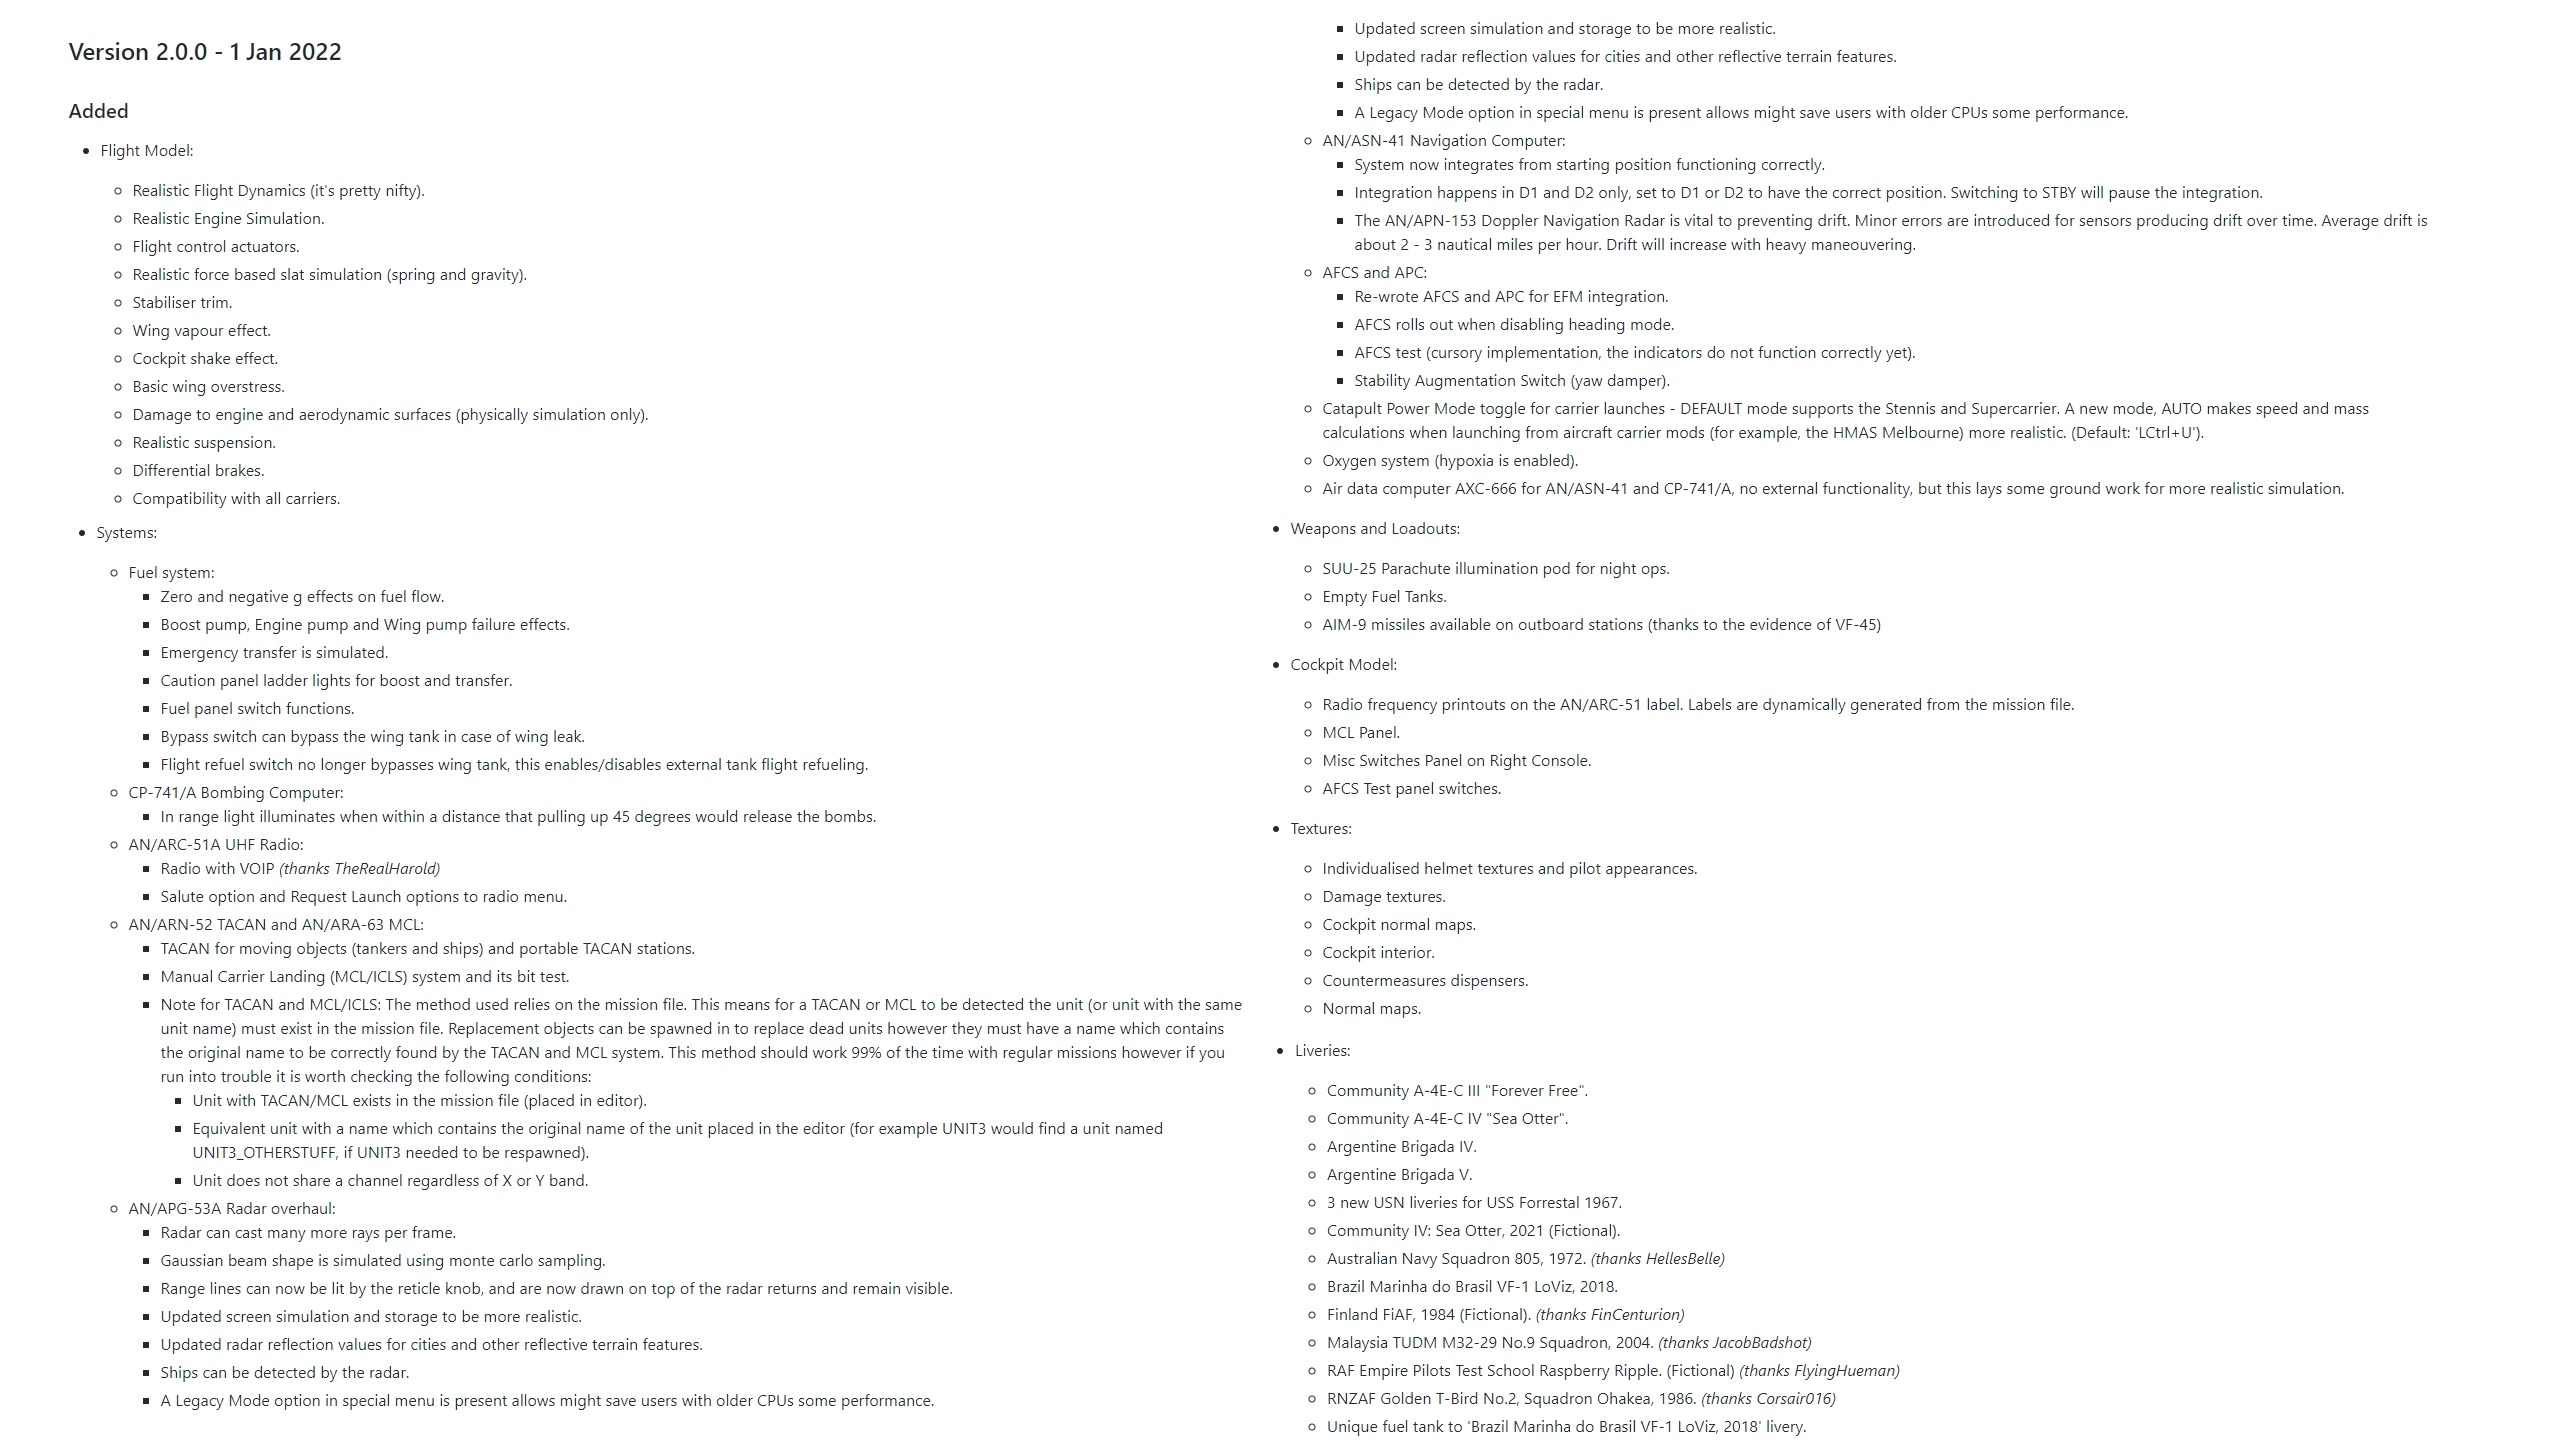 Version 2.0.0 - 1 Jan 2022
Added
Flight Model:
Realistic Flight Dynamics (it's pretty nifty).
Realistic Engine Simulation.
Flight control actuators.
Realistic force based slat simulation (spring and gravity).
Stabiliser trim.
Wing vapour effect.
Cockpit shake effect.
Basic wing overstress.
Damage to engine and aerodynamic surfaces (physically simulation only).
Realistic suspension.
Differential brakes.
Compatibility with all carriers.
Systems:
Fuel system:
Zero and negative g effects on fuel flow.
Boost pump, Engine pump and Wing pump failure effects.
Emergency transfer is simulated.
Caution panel ladder lights for boost and transfer.
Fuel panel switch functions.
Bypass switch can bypass the wing tank in case of wing leak.
Flight refuel switch no longer bypasses wing tank, this enables/disables external tank flight refueling.
CP-741/A Bombing Computer:
In range light illuminates when within a distance that pulling up 45 degrees would release the bombs.
AN/ARC-51A UHF Radio:
Radio with VOIP (thanks TheRealHarold)
Salute option and Request Launch options to radio menu.
AN/ARN-52 TACAN and AN/ARA-63 MCL:
TACAN for moving objects (tankers and ships) and portable TACAN stations.
Manual Carrier Landing (MCL/ICLS) system and its bit test.
Note for TACAN and MCL/ICLS: The method used relies on the mission file. This means for a TACAN or MCL to be detected the unit (or unit with the same
unit name) must exist in the mission file. Replacement objects can be spawned in to replace dead units however they must have a name which contains
the original name to be correctly found by the TACAN and MCL system. This method should work 99% of the time with regular missions however if you
run into trouble it is worth checking the following conditions:
Unit with TACAN/MCL exists in the mission file (placed in editor).
Equivalent unit with a name which contains the original name of the unit placed in the editor (for example UNIT3 would find a unit named
UNIT3_OTHERSTUFF, if UNIT3 needed to be respawned).
Unit does not share a channel regardless of X or Y band.
AN/APG-53A Radar overhaul:
Radar can cast many more rays per frame.
Gaussian beam shape is simulated using monte carlo sampling.
Range lines can now be lit by the reticle knob, and are now drawn on top of the radar returns and remain visible.
Updated screen simulation and storage to be more realistic.
Updated radar reflection values for cities and other reflective terrain features.
Ships can be detected by the radar.
A Legacy Mode option in special menu is present allows might save users with older CPUs some performance.
Updated screen simulation and storage to be more realistic.
Updated radar reflection values for cities and other reflective terrain features.
Ships can be detected by the radar.
A Legacy Mode option in special menu is present allows might save users with older CPUs some performance.
AN/ASN-41 Navigation Computer:
System now integrates from starting position functioning correctly.
Integration happens in D1 and D2 only, set to D1 or D2 to have the correct position. Switching to STBY will pause the integration.
The AN/APN-153 Doppler Navigation Radar is vital to preventing drift. Minor errors are introduced for sensors producing drift over time. Average drift is
about 2 - 3 nautical miles per hour. Drift will increase with heavy maneouvering.
AFCS and APC:
Re-wrote AFCS and APC for EFM integration.
AFCS rolls out when disabling heading mode.
AFCS test (cursory implementation, the indicators do not function correctly yet).
Stability Augmentation Switch (yaw damper).
Catapult Power Mode toggle for carrier launches - DEFAULT mode supports the Stennis and Supercarrier. A new mode, AUTO makes speed and mass
calculations when launching from aircraft carrier mods (for example, the HMAS Melbourne) more realistic. (Default: 'LCtrl+U').
Oxygen system (hypoxia is enabled).
Air data computer AXC-666 for AN/ASN-41 and CP-741/A, no external functionality, but this lays some ground work for more realistic simulation.
Weapons and Loadouts:
SUU-25 Parachute illumination pod for night ops.
Empty Fuel Tanks.
AIM-9 missiles available on outboard stations (thanks to the evidence of VF-45)
Cockpit Model:
Radio frequency printouts on the AN/ARC-51 label. Labels are dynamically generated from the mission file.
MCL Panel.
Misc Switches Panel on Right Console.
AFCS Test panel switches.
Textures:
Individualised helmet textures and pilot appearances.
Damage textures.
Cockpit normal maps.
Cockpit interior.
Countermeasures dispensers.
Normal maps.
Liveries:
Community A-4E-C III "Forever Free".
Community A-4E-C IV "Sea Otter".
Argentine Brigada IV.
Argentine Brigada V.
3 new USN liveries for USS Forrestal 1967.
Community IV: Sea Otter, 2021 (Fictional).
Australian Navy Squadron 805, 1972. (thanks HellesBelle)
Brazil Marinha do Brasil VF-1 LoViz, 2018.
Finland FiAF, 1984 (Fictional). (thanks FinCenturion)
Malaysia TUDM M32-29 No.9 Squadron, 2004. (thanks JacobBadshot)
RAF Empire Pilots Test School Raspberry Ripple. (Fictional) (thanks FlyingHueman)
RNZAF Golden T-Bird No.2, Squadron Ohakea, 1986. (thanks Corsair016)
Unique fuel tank to 'Brazil Marinha do Brasil VF-1 LoViz, 2018' livery.